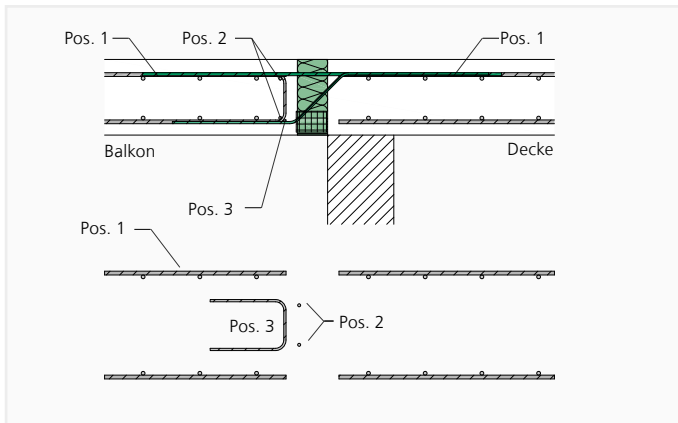 Pos. 1 Pos. 2 Pos. 1
Balkon Decke
Pos. 3
Pos. 1
Pos. 3 Pos. 2